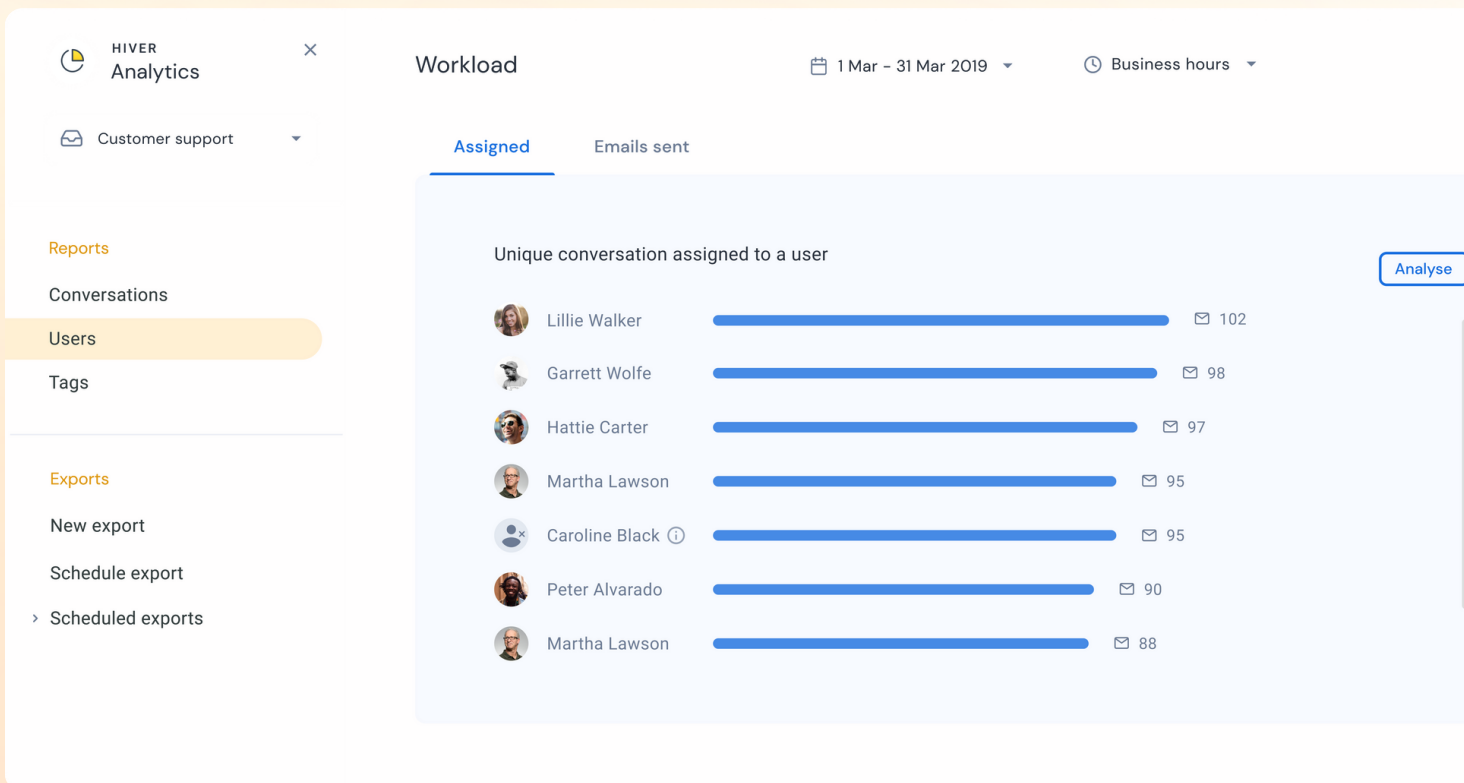 HIVER
Analytics
Customer support
Reports
Conversations
Users
Tags
Exports
New export
Schedule export
Scheduled exports
Workload
1 Mar – 31 Mar 2019
Business hours
Assigned
Emails sent
Unique conversation assigned to a user
Analyse
Lillie Walker 102
Garrett Wolfe 98
Hattie Carter 97
Martha Lawson 95
Caroline Black 95
Peter Alvarado 90
Martha Lawson 88